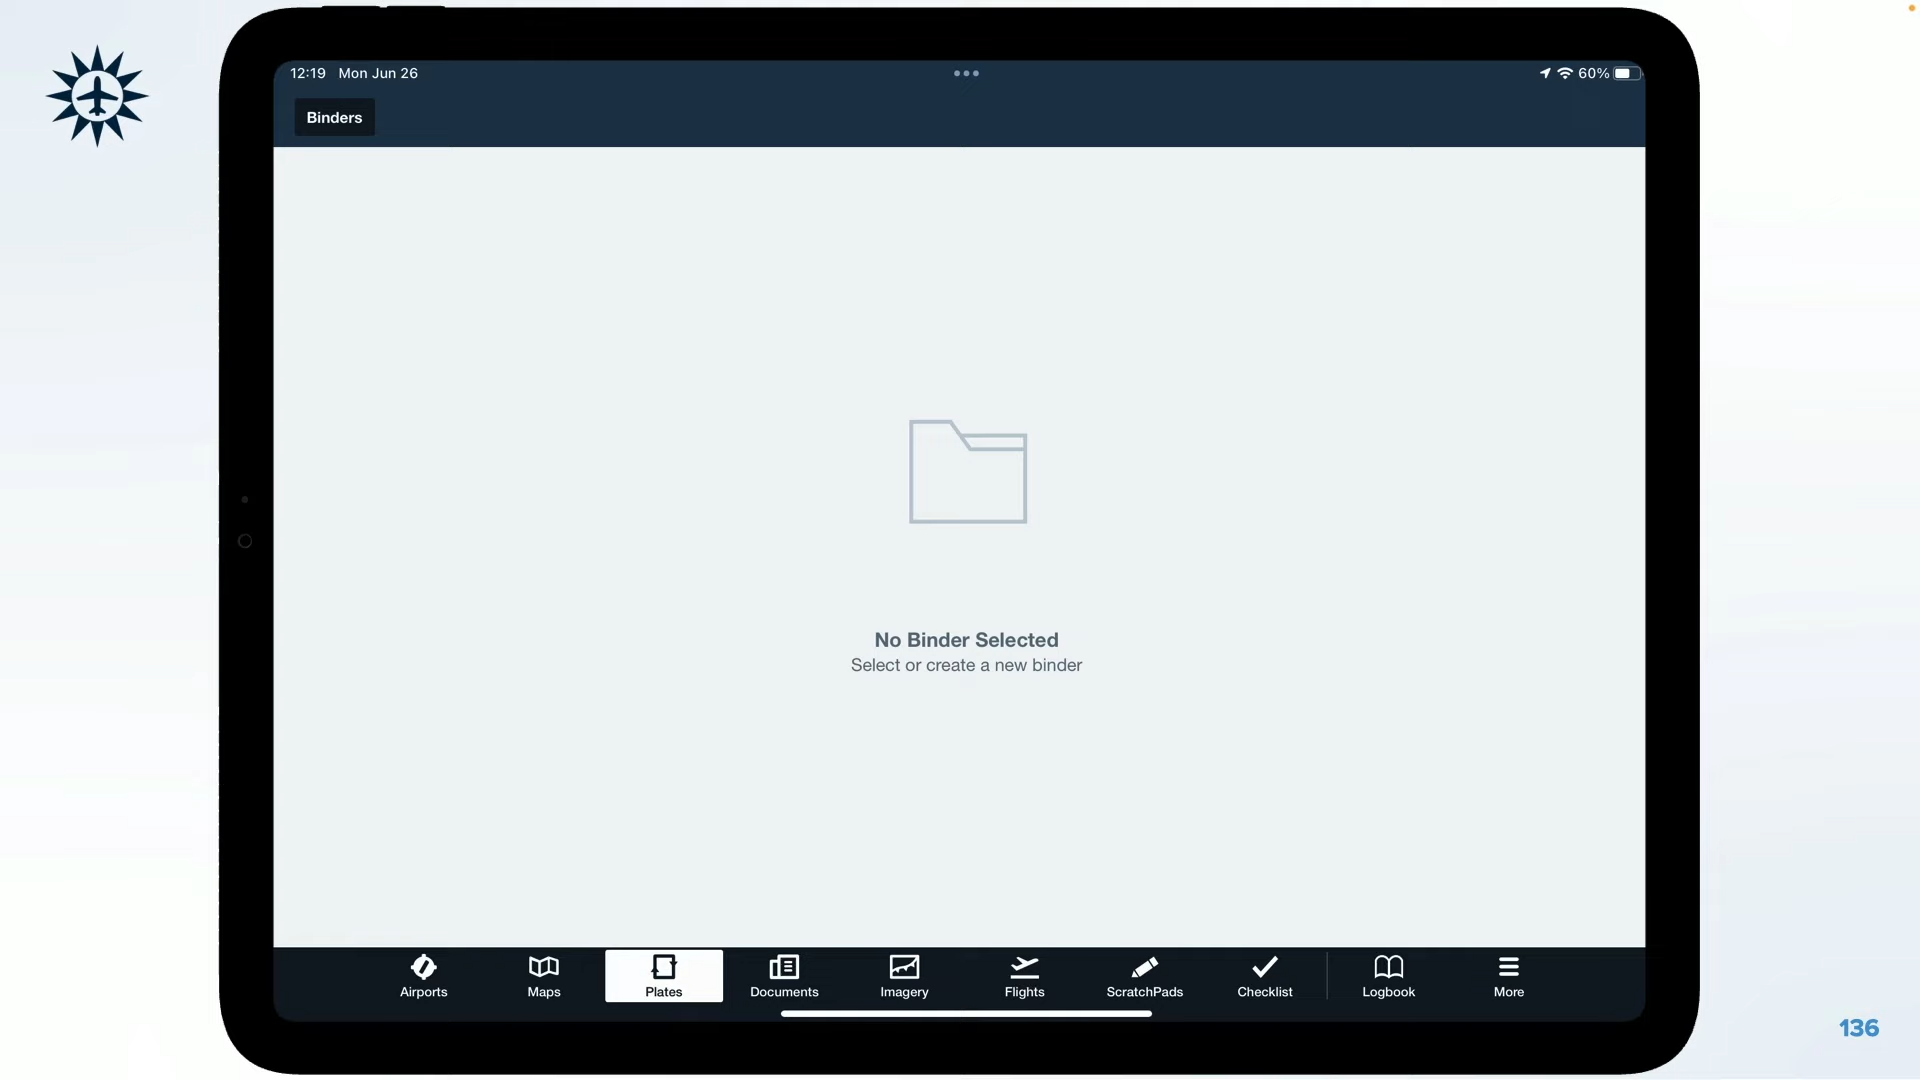 12:19 Mon Jun 26
60%
Binders
No Binder Selected
Select or create a new binder
Airports
Maps
Plates
Documents
Imagery
Flights
ScratchPads
Checklist
Logbook
More
136